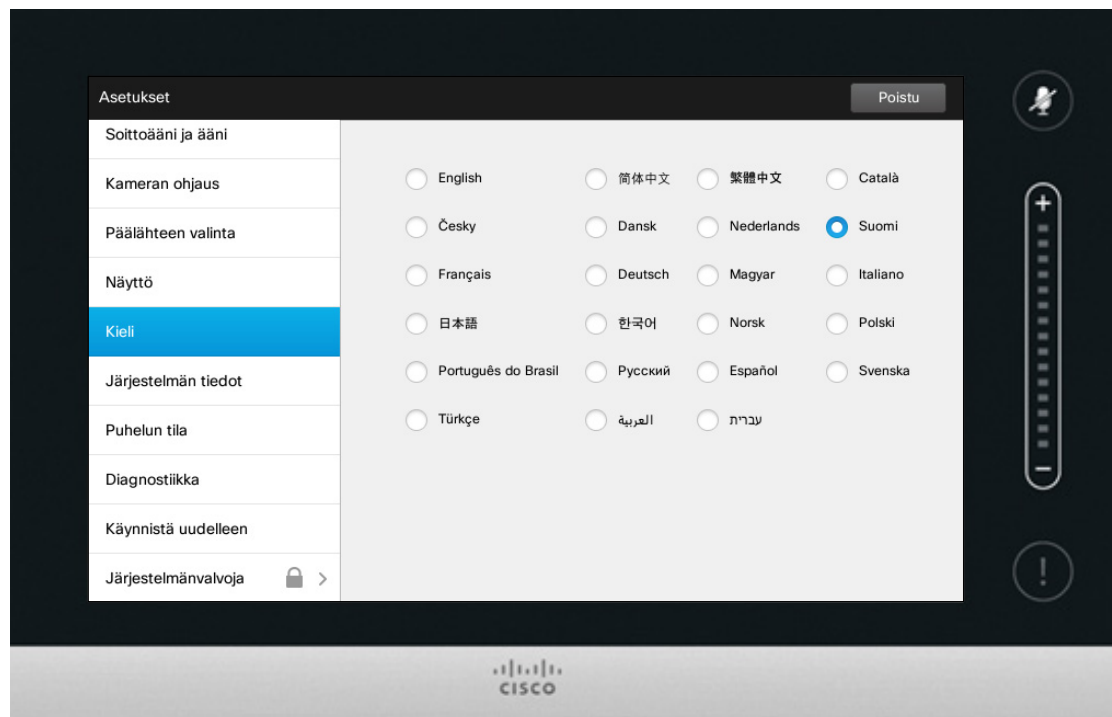 Asetukset
Poistu
Soittoääni ja ääni
Kameran ohjaus
Päälähteen valinta
Näyttö
Kieli
Järjestelmän tiedot
Puhelun tila
Diagnostiikka
Käynnistä uudelleen
Järjestelmänvalvoja
English 简体中文 繁體中文 Català
Česky Dansk Nederlands Suomi
Français Deutsch Magyar Italiano
日本語 한국어 Norsk Polski
Português do Brasil Русский Español Svenska
Türkçe العربية עברית
+
−
!
CISCO